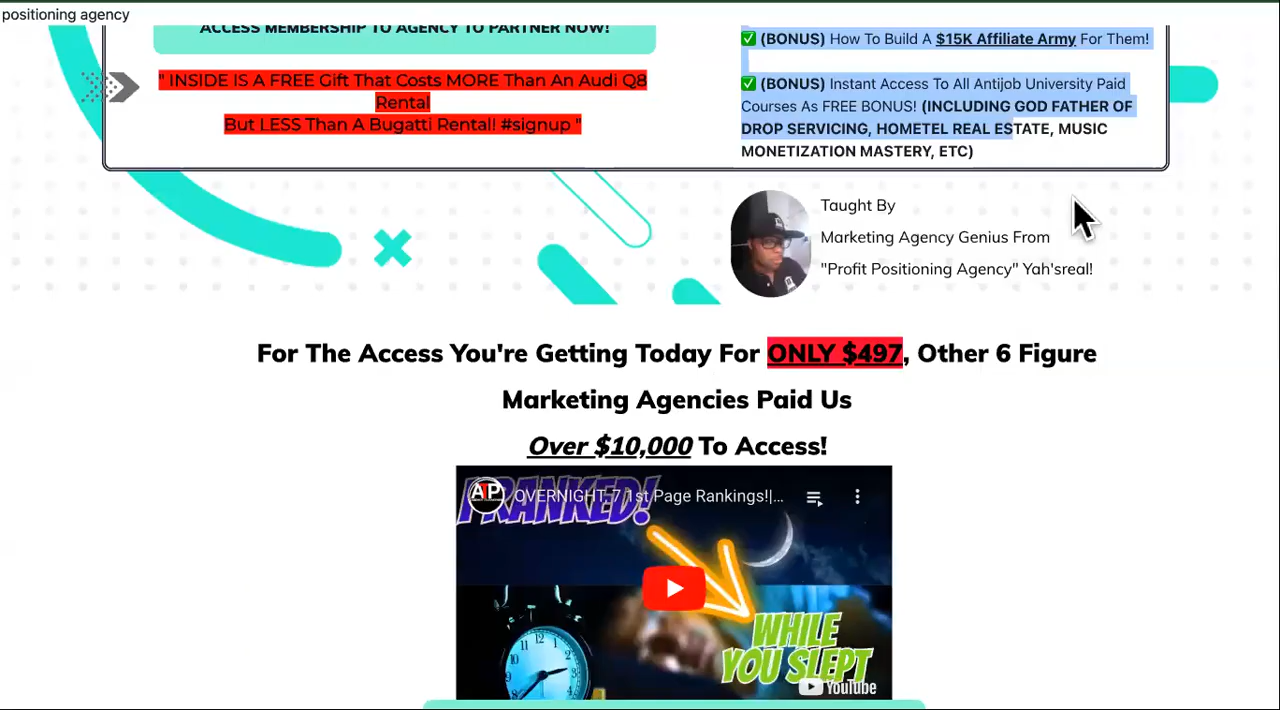 positioning agency
ACCESS MEMBERSHIP TO AGENCY TO PARTNER NOW!
" INSIDE IS A FREE Gift That Costs MORE Than An Audi Q8
Rental
But LESS Than A Bugatti Rental! #signup "
✅ (BONUS) How To Build A $15K Affiliate Army For Them!
✅ (BONUS) Instant Access To All Antijob University Paid
Courses As FREE BONUS! (INCLUDING GOD FATHER OF
DROP SERVICING, HOMETEL REAL ESTATE, MUSIC
MONETIZATION MASTERY, ETC)
Taught By
Marketing Agency Genius From
"Profit Positioning Agency" Yah'sreal!
For The Access You're Getting Today For ONLY $497, Other 6 Figure
Marketing Agencies Paid Us
Over $10,000 To Access!
ATP
OVERNIGHT 7 1st Page Rankings!|...
PRANKED!
WHILE
YOU SLEPT
YouTube